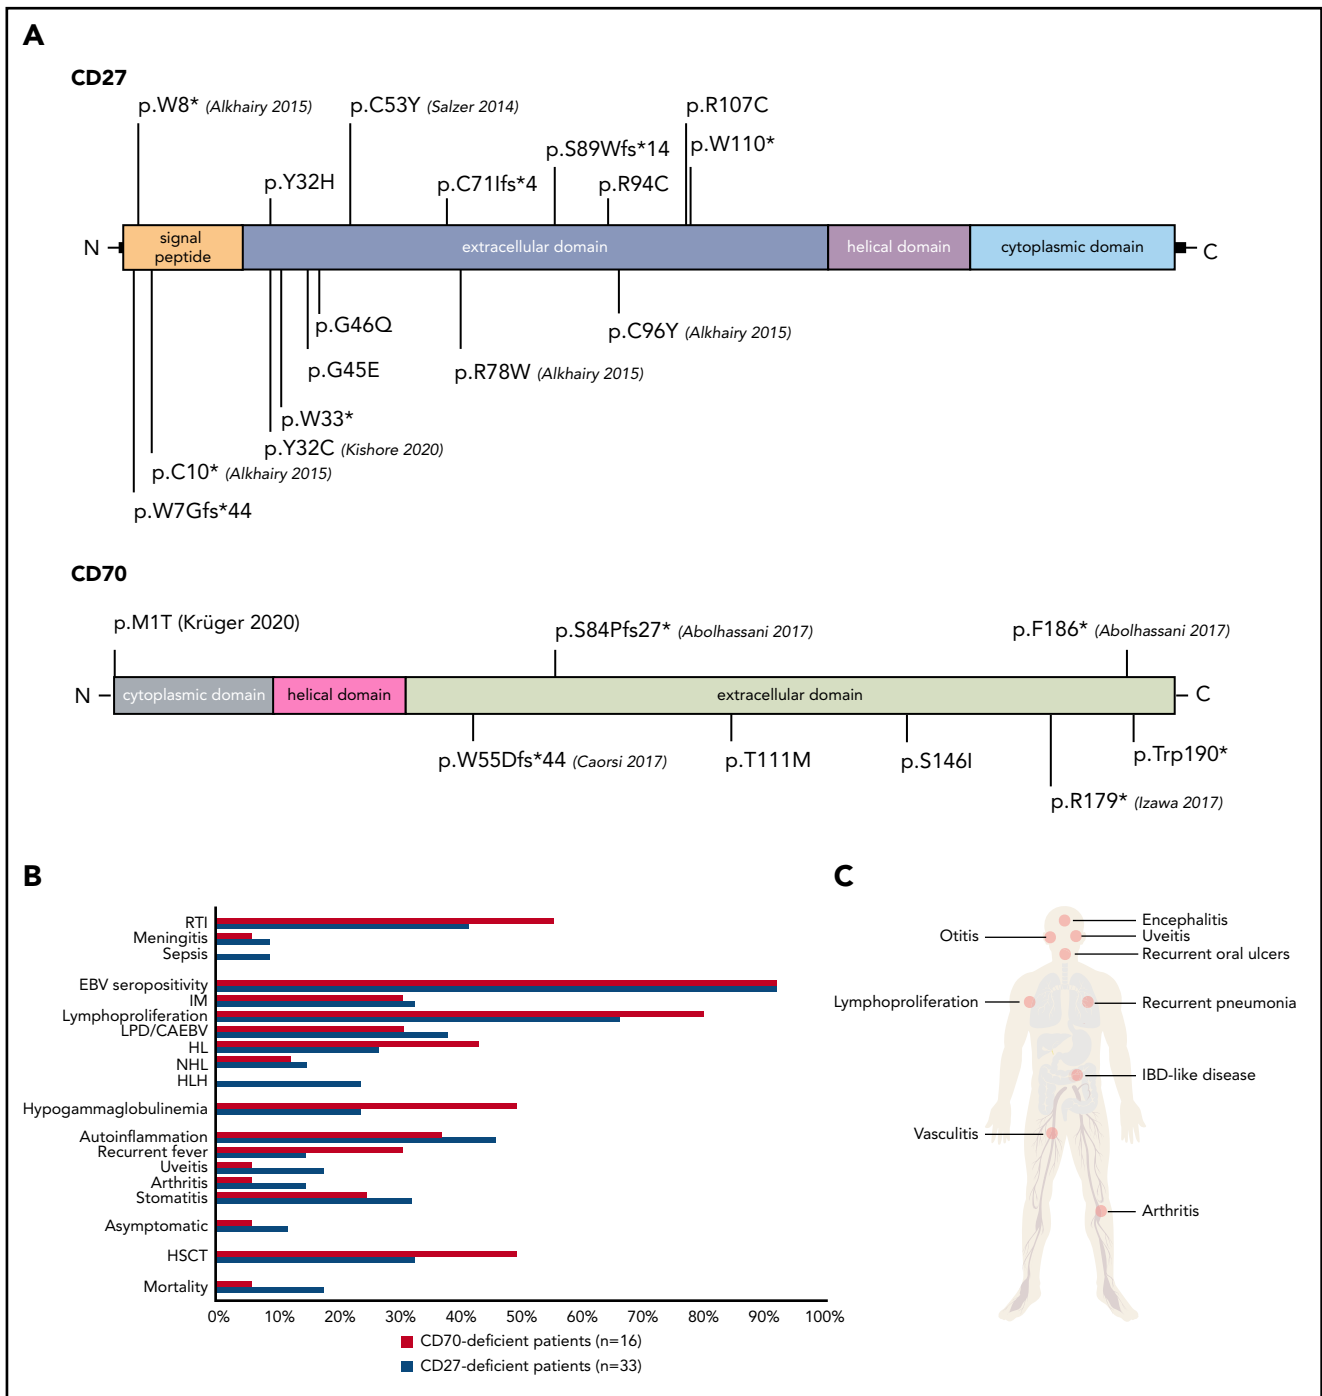 A
CD27
p.W8* (Alkhairy 2015)
p.C53Y (Salzer 2014)
p.R107C
p.W110*
p.S89Wfs*14
p.Y32H
p.C71Ifs*4
p.R94C
N
signal
peptide
extracellular domain
helical domain
cytoplasmic domain
C
p.G46Q
p.C96Y (Alkhairy 2015)
p.G45E
p.R78W (Alkhairy 2015)
p.W33*
p.Y32C (Kishore 2020)
p.C10* (Alkhairy 2015)
p.W7Gfs*44
CD70
p.M1T (Krüger 2020)
p.S84Pfs27* (Abolhassani 2017)
p.F186* (Abolhassani 2017)
N
cytoplasmic domain
helical domain
extracellular domain
C
p.W55Dfs*44 (Caorsi 2017)
p.T111M
p.S146I
p.Trp190*
p.R179* (Izawa 2017)
B
RTI
Meningitis
Sepsis
EBV seropositivity
IM
Lymphoproliferation
LPD/CAEBV
HL
NHL
HLH
Hypogammaglobulinemia
Autoinflammation
Recurrent fever
Uveitis
Arthritis
Stomatitis
Asymptomatic
HSCT
Mortality
0% 10% 20% 30% 40% 50% 60% 70% 80% 90% 100%
CD70-deficient patients (n=16)
CD27-deficient patients (n=33)
C
Encephalitis
Otitis
Uveitis
Recurrent oral ulcers
Lymphoproliferation
Recurrent pneumonia
IBD-like disease
Vasculitis
Arthritis